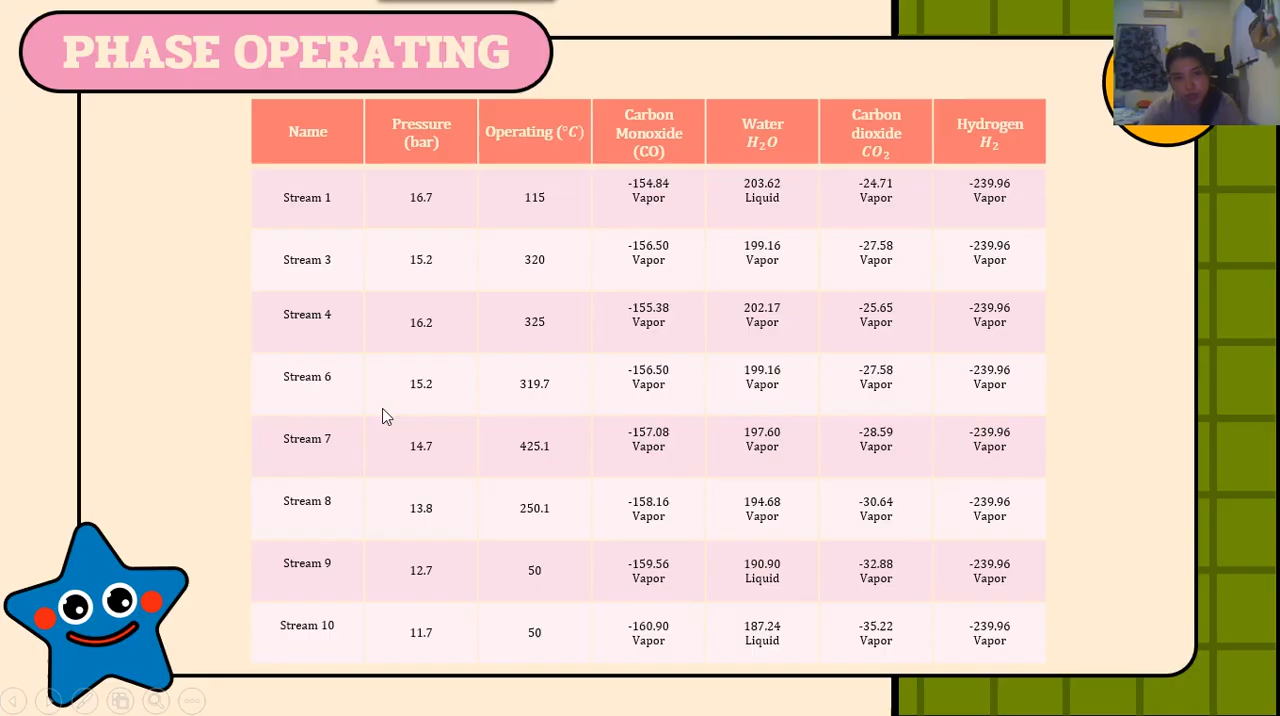 PHASE OPERATING
Name
Pressure
(bar)
Operating (°C)
Carbon
Monoxide
(CO)
Water
H₂O
Carbon
dioxide
CO₂
Hydrogen
H₂
Stream 1
16.7
115
-154.84
Vapor
203.62
Liquid
-24.71
Vapor
-239.96
Vapor
Stream 3
15.2
320
-156.50
Vapor
199.16
Vapor
-27.58
Vapor
-239.96
Vapor
Stream 4
16.2
325
-155.38
Vapor
202.17
Vapor
-25.65
Vapor
-239.96
Vapor
Stream 6
15.2
319.7
-156.50
Vapor
199.16
Vapor
-27.58
Vapor
-239.96
Vapor
Stream 7
14.7
425.1
-157.08
Vapor
197.60
Vapor
-28.59
Vapor
-239.96
Vapor
Stream 8
13.8
250.1
-158.16
Vapor
194.68
Vapor
-30.64
Vapor
-239.96
Vapor
Stream 9
12.7
50
-159.56
Vapor
190.90
Liquid
-32.88
Vapor
-239.96
Vapor
Stream 10
11.7
50
-160.90
Vapor
187.24
Liquid
-35.22
Vapor
-239.96
Vapor